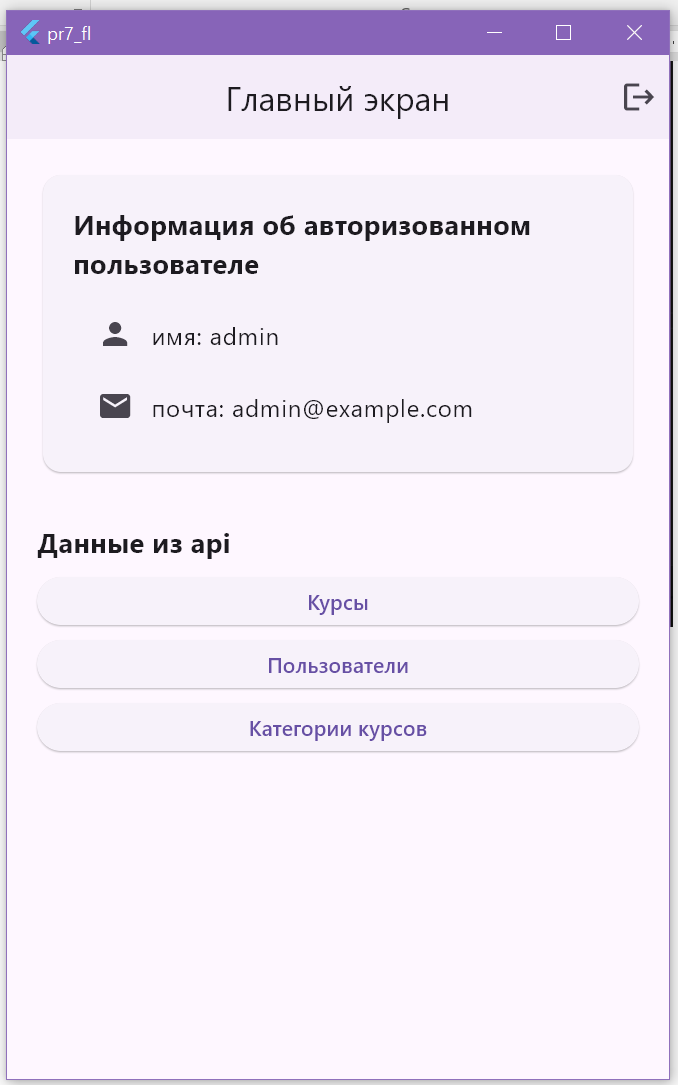 pr7_fl
Главный экран
Информация об авторизованном
пользователе
имя: admin
почта: admin@example.com
Данные из api
Курсы
Пользователи
Категории курсов